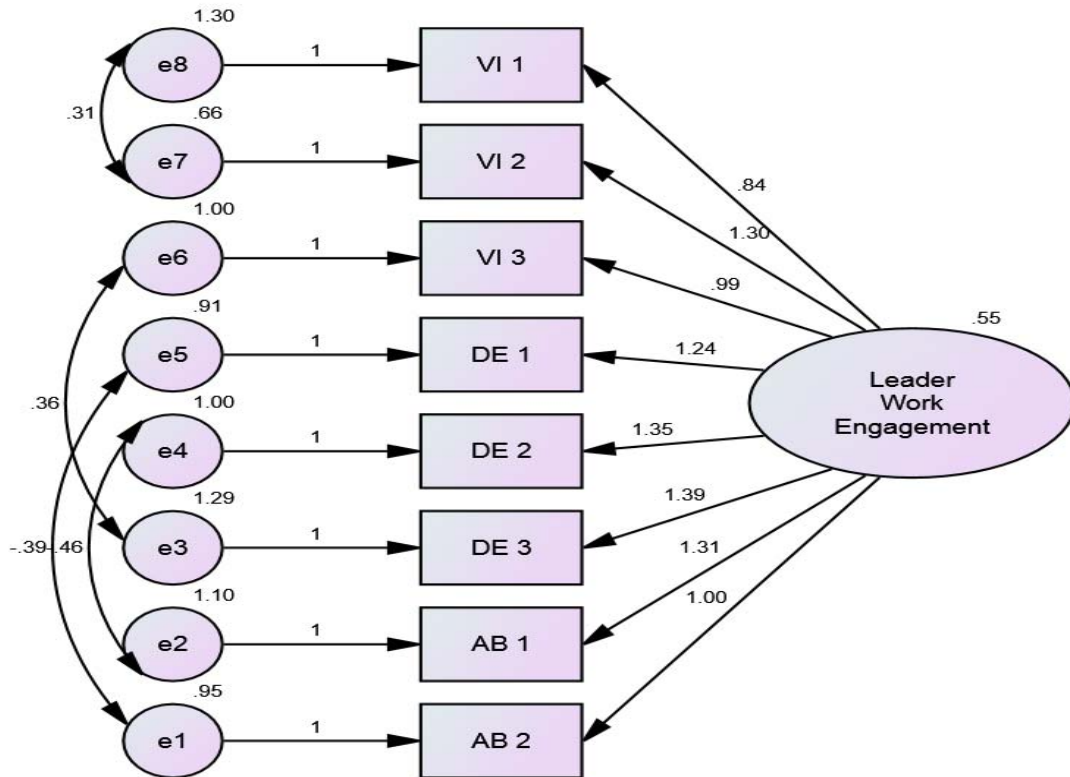 1.30
e8
1
VI 1
.31
.84
.66
e7
1
VI 2
1.30
1.00
e6
1
VI 3
.99
.91
e5
1
DE 1
1.24
.55
Leader
Work
Engagement
.36
1.00
e4
1
DE 2
1.35
1.29
e3
1
DE 3
1.39
-.39
-.46
1.10
e2
1
AB 1
1.31
1.00
.95
e1
1
AB 2